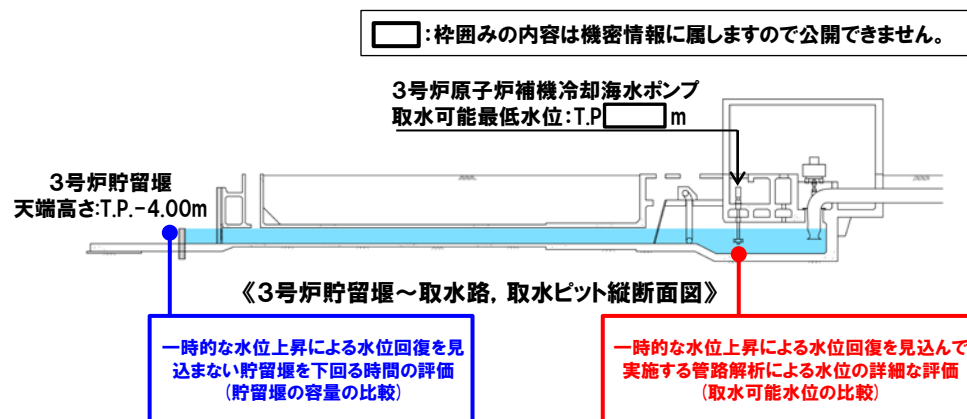 :枠囲みの内容は機密情報に属しますので公開できません。
3号炉原子炉補機冷却海水ポンプ
取水可能最低水位:T.P m
3号炉貯留堰
天端高さ:T.P.-4.00m
《3号炉貯留堰～取水路, 取水ピット縦断面図》
一時的な水位上昇による水位回復を見
込まない貯留堰を下回る時間の評価
(貯留堰の容量の比較)
一時的な水位上昇による水位回復を見込んで
実施する管路解析による水位の詳細な評価
(取水可能水位の比較)